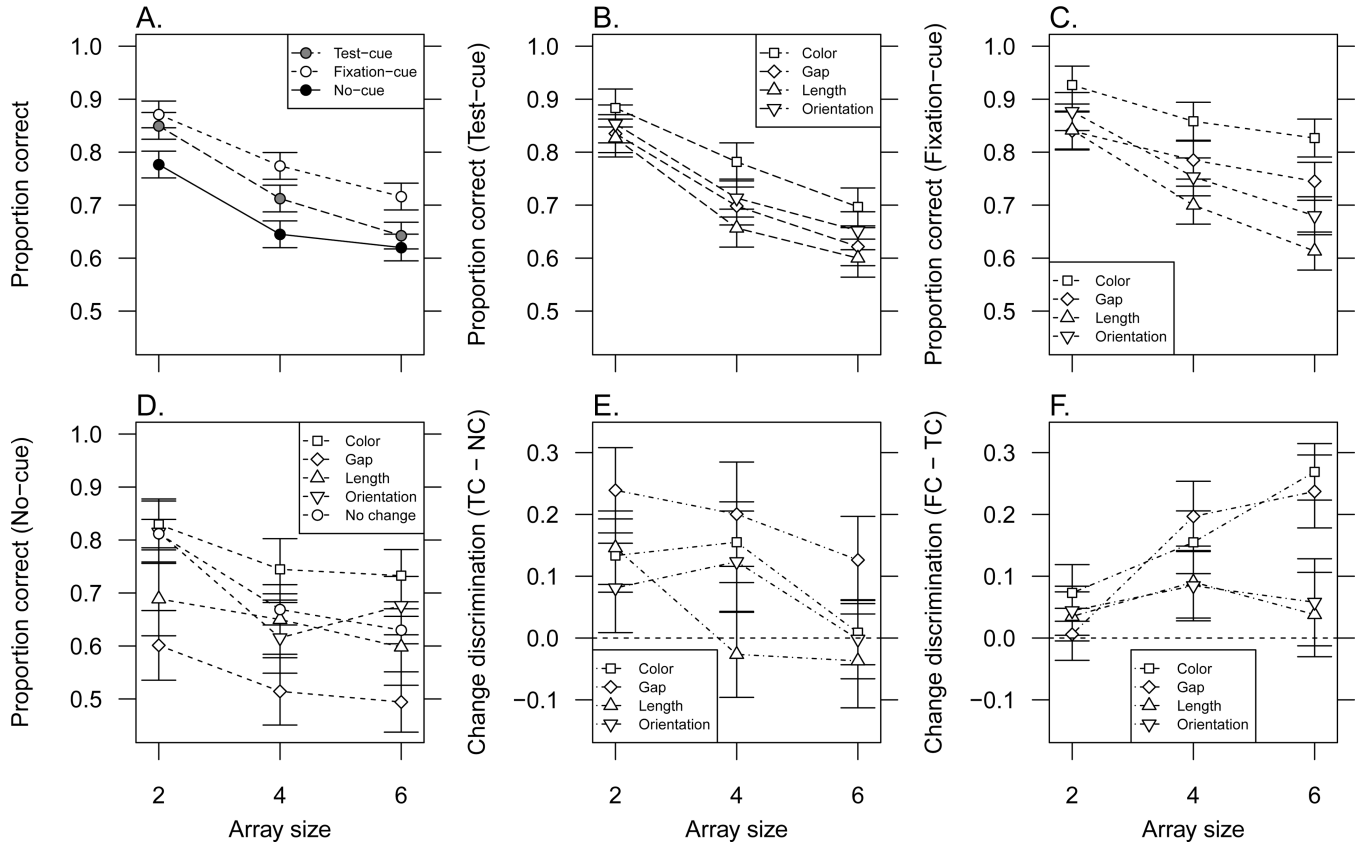 A.
Proportion correct
1.0
0.9
0.8
0.7
0.6
0.5
Test−cue
Fixation−cue
No−cue
B.
Proportion correct (Test−cue)
1.0
0.9
0.8
0.7
0.6
0.5
Color
Gap
Length
Orientation
C.
Proportion correct (Fixation−cue)
1.0
0.9
0.8
0.7
0.6
0.5
Color
Gap
Length
Orientation
D.
Proportion correct (No−cue)
1.0
0.9
0.8
0.7
0.6
0.5
Color
Gap
Length
Orientation
No change
2 4 6
Array size
E.
Change discrimination (TC − NC)
0.3
0.2
0.1
0.0
−0.1
Color
Gap
Length
Orientation
2 4 6
Array size
F.
Change discrimination (FC − TC)
0.3
0.2
0.1
0.0
−0.1
Color
Gap
Length
Orientation
2 4 6
Array size